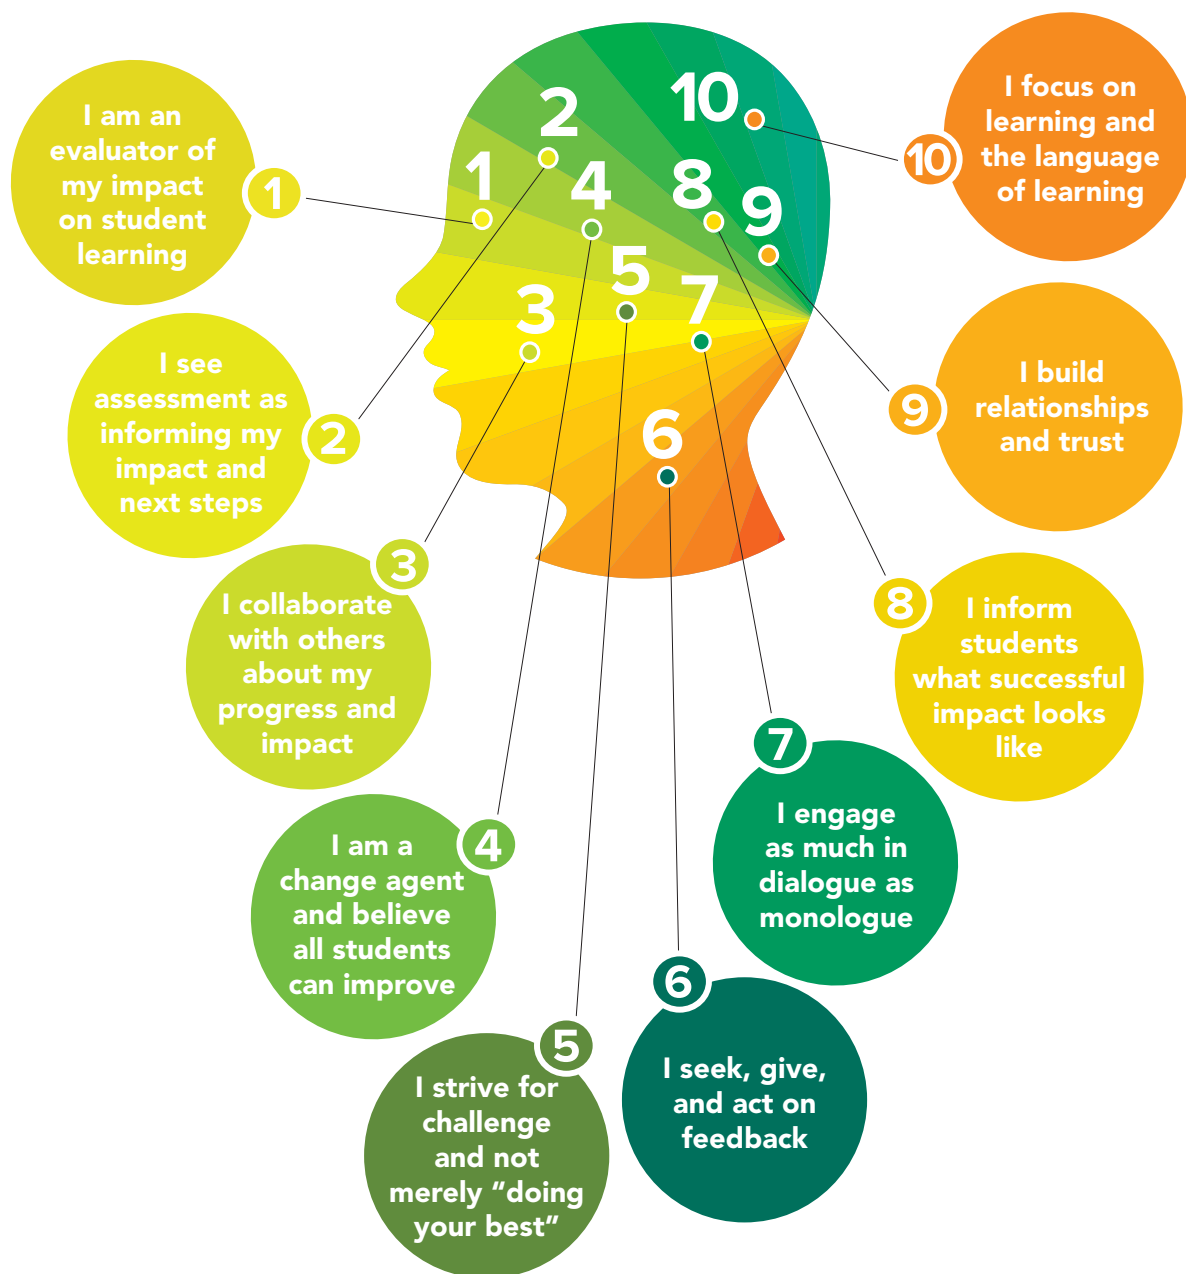 1
2
3
4
5
6
7
8
9
10
1
I am an
evaluator of
my impact
on student
learning
2
I see
assessment as
informing my
impact and
next steps
3
I collaborate
with others
about my
progress and
impact
4
I am a
change agent
and believe
all students
can improve
5
I strive for
challenge
and not
merely “doing
your best”
6
I seek, give,
and act on
feedback
7
I engage
as much in
dialogue as
monologue
8
I inform
students
what successful
impact looks
like
9
I build
relationships
and trust
10
I focus on
learning and
the language
of learning